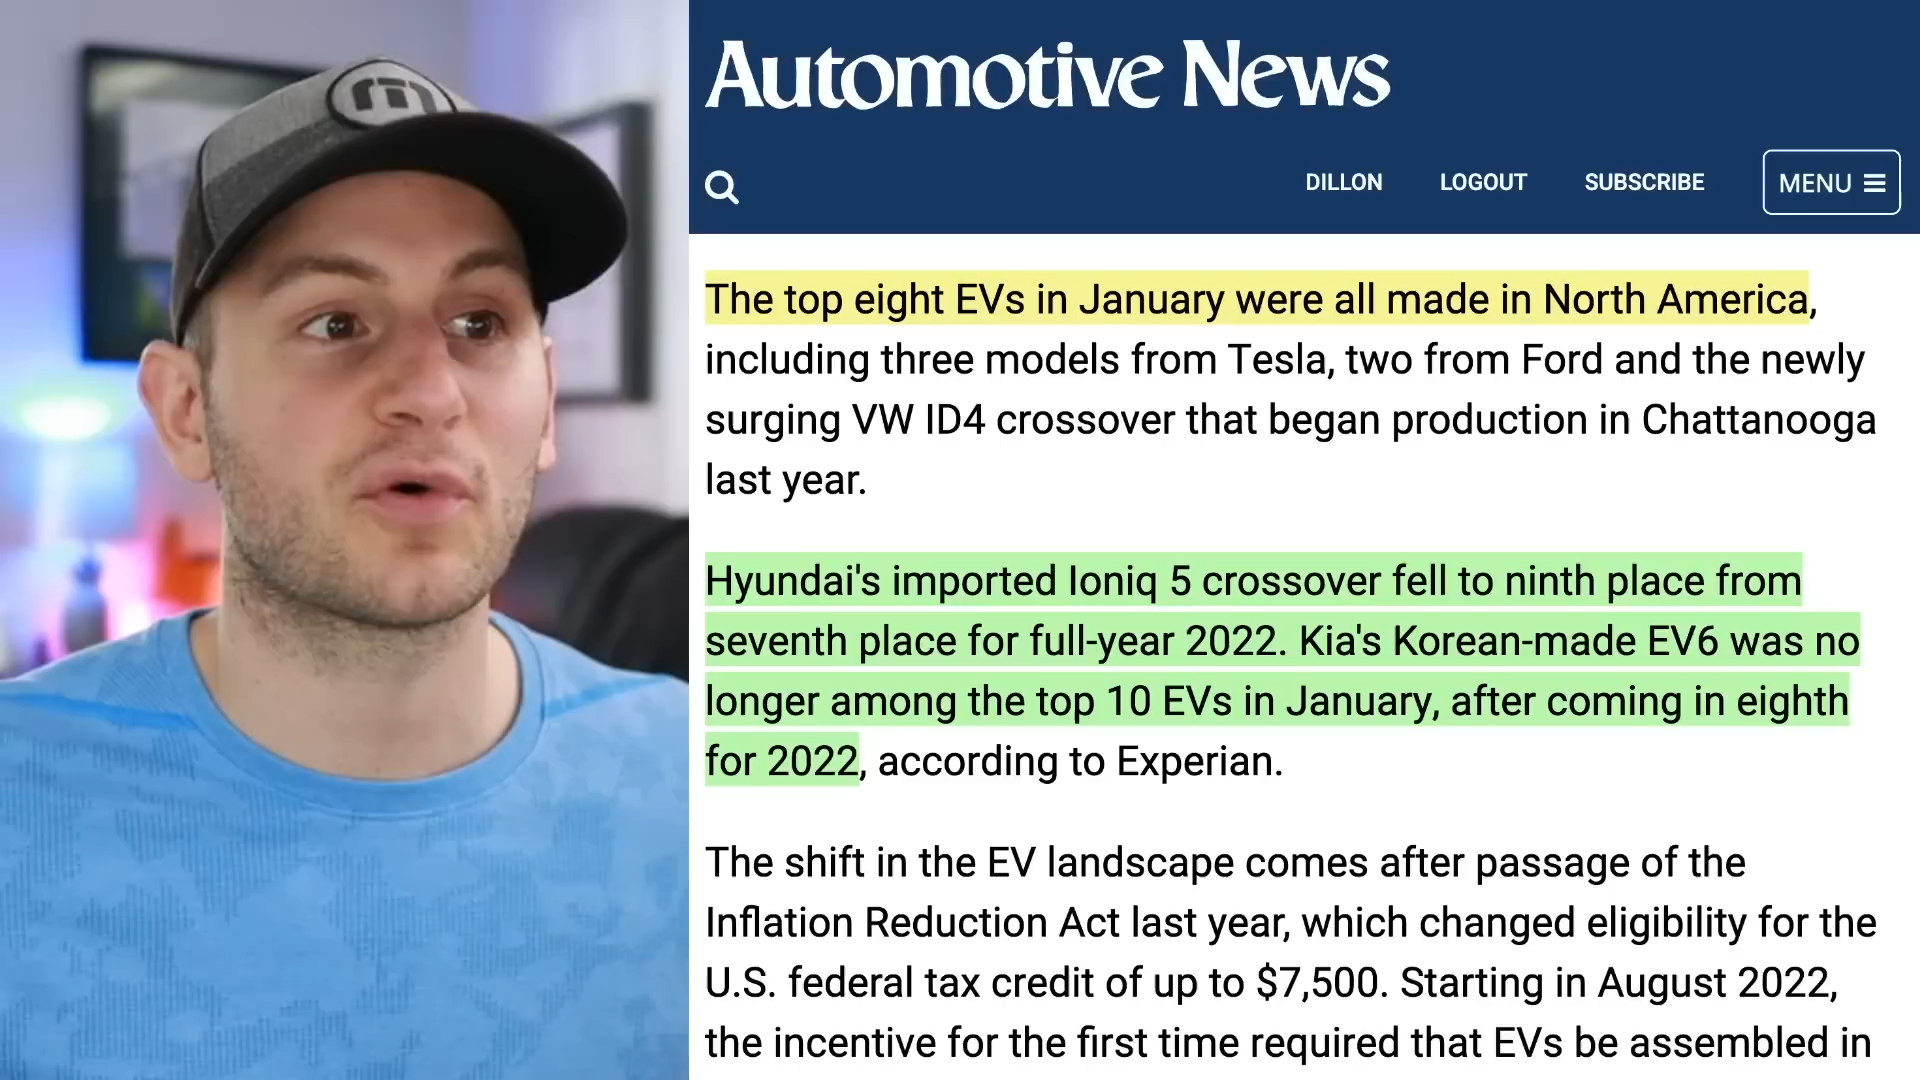 Automotive News
DILLON LOGOUT SUBSCRIBE MENU
The top eight EVs in January were all made in North America,
including three models from Tesla, two from Ford and the newly
surging VW ID4 crossover that began production in Chattanooga
last year.
Hyundai's imported Ioniq 5 crossover fell to ninth place from
seventh place for full-year 2022. Kia's Korean-made EV6 was no
longer among the top 10 EVs in January, after coming in eighth
for 2022, according to Experian.
The shift in the EV landscape comes after passage of the
Inflation Reduction Act last year, which changed eligibility for the
U.S. federal tax credit of up to $7,500. Starting in August 2022,
the incentive for the first time required that EVs be assembled in